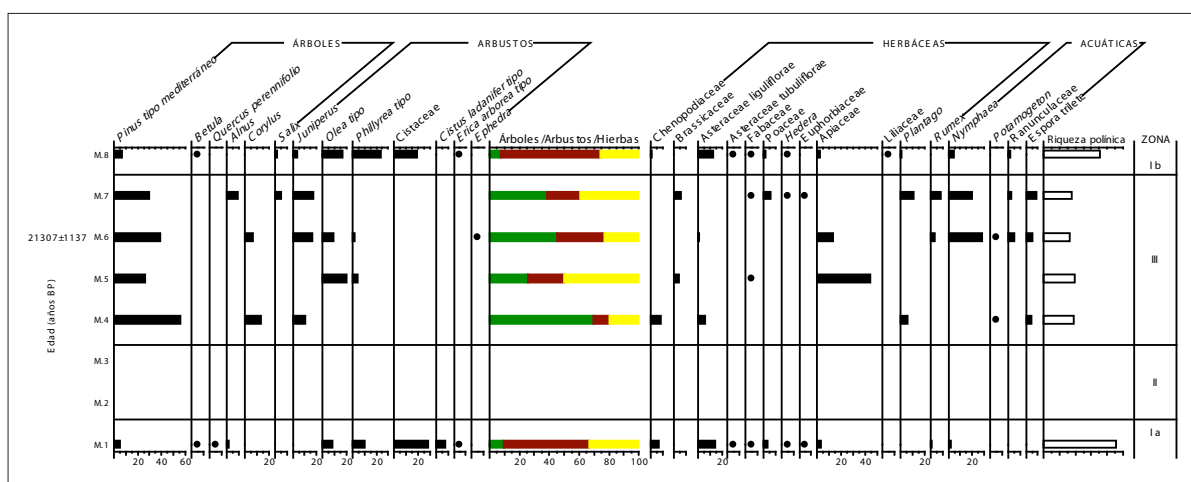 ÁRBOLES ARBUSTOS HERBÁCEAS ACUÁTICAS
Pinus tipo mediterráneo
Betula
Quercus perennifolio
Alnus
Corylus
Salix
Juniperus
Olea tipo
Phillyrea tipo
Cistaceae
Cistus ladanifer tipo
Erica arborea tipo
Ephedra
Árboles/Arbustos/Hierbas
Chenopodiaceae
Brassicaceae
Asteraceae liguliflorae
Asteraceae tubuliflorae
Fabaceae
Poaceae
Hedera
Euphorbiaceae
Apiaceae
Liliaceae
Plantago
Rumex
Nymphaea
Potamogeton
Ranunculaceae
Espora trilete
Riqueza polínica
ZONA
M.8
I b
M.7
21307±1137 M.6
III
M.5
M.4
Edad (años BP)
M.3
II
M.2
I a
M.1
20 40 60 20 20 20 20 40 60 80 100 20 20 40 20 20